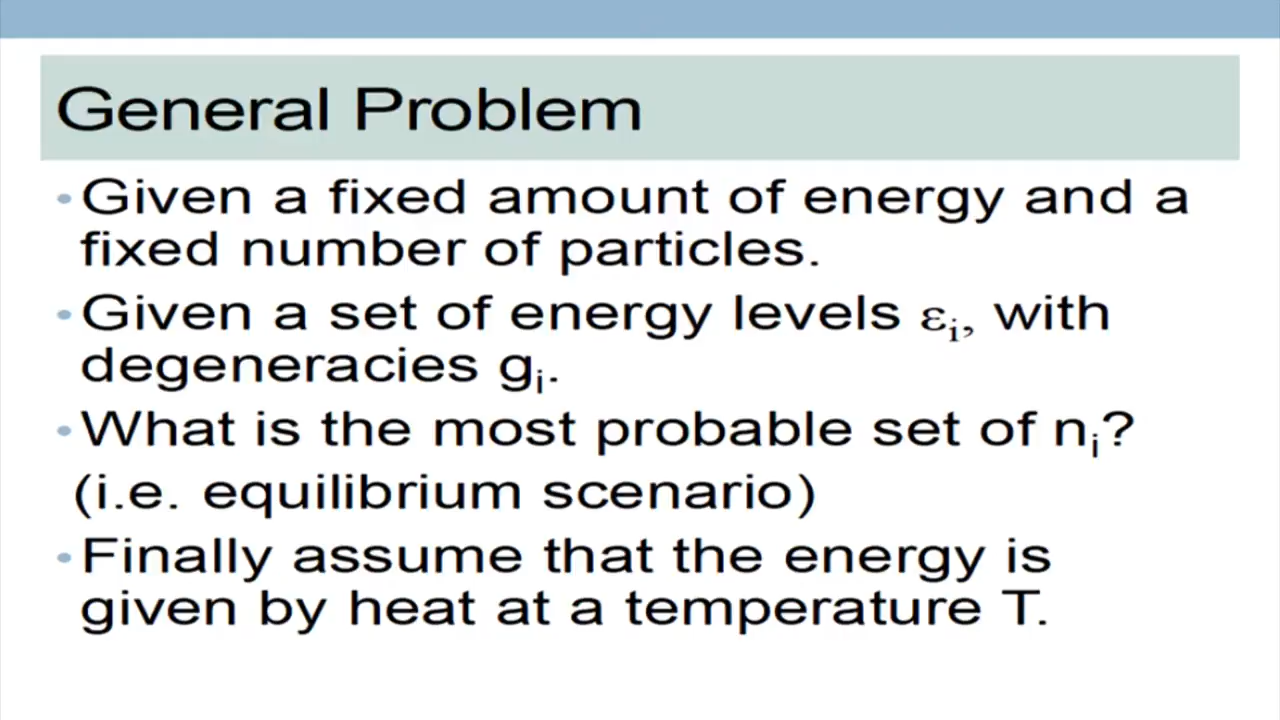 General Problem
•Given a fixed amount of energy and a
fixed number of particles.
•Given a set of energy levels εᵢ, with
degeneracies gᵢ.
•What is the most probable set of nᵢ?
(i.e. equilibrium scenario)
•Finally assume that the energy is
given by heat at a temperature T.